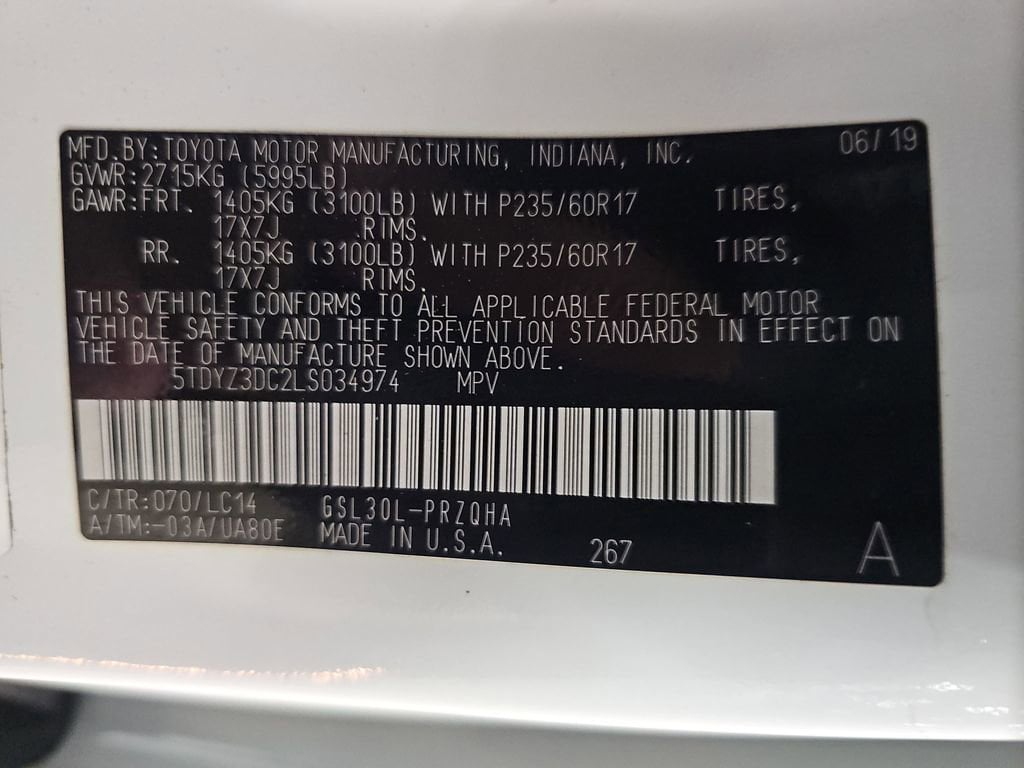 MFD.BY:TOYOTA MOTOR MANUFACTURING, INDIANA, INC. 06/19
GVWR:2715KG (5995LB)
GAWR:FRT. 1405KG (3100LB) WITH P235/60R17 TIRES,
17X7J RIMS.
RR. 1405KG (3100LB) WITH P235/60R17 TIRES,
17X7J RIMS.
THIS VEHICLE CONFORMS TO ALL APPLICABLE FEDERAL MOTOR
VEHICLE SAFETY AND THEFT PREVENTION STANDARDS IN EFFECT ON
THE DATE OF MANUFACTURE SHOWN ABOVE.
5TDYZ3DC2LS034974 MPV
C/TR:070/LC14 GSL30L-PRZQHA
A/TM:-03A/UA80E MADE IN U.S.A. 267 A